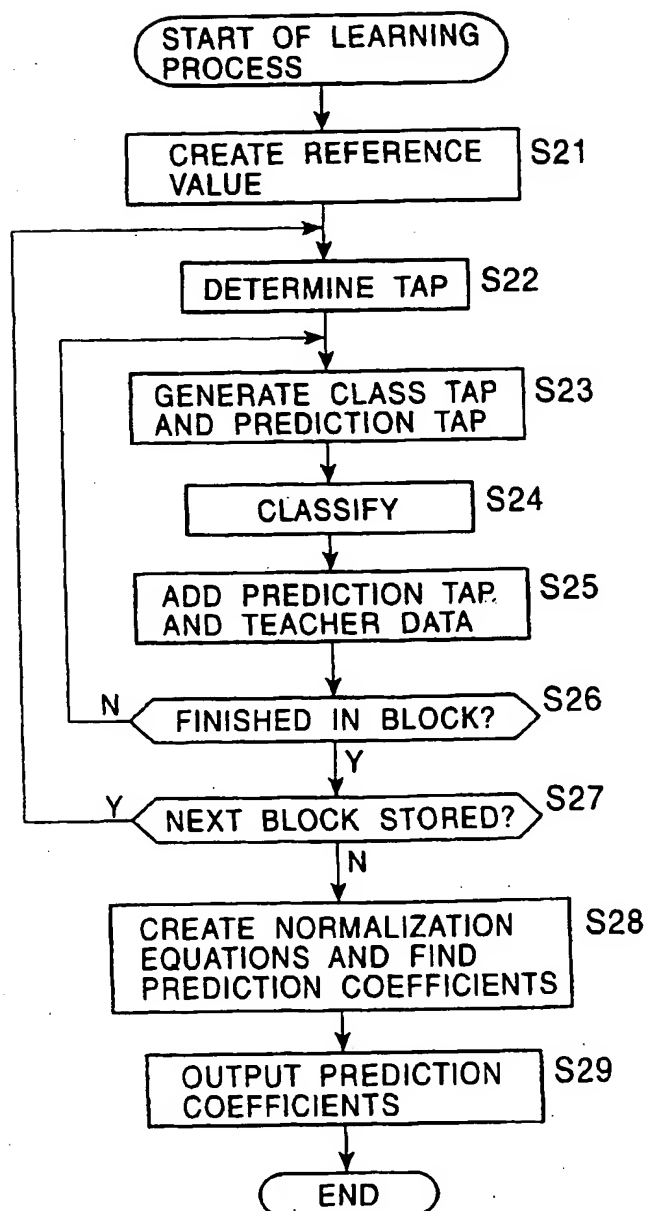 START OF LEARNING
PROCESS
CREATE REFERENCE
VALUE
S21
DETERMINE TAP
S22
GENERATE CLASS TAP
AND PREDICTION TAP
S23
CLASSIFY
S24
ADD PREDICTION TAP
AND TEACHER DATA
S25
N
FINISHED IN BLOCK?
S26
Y
Y
NEXT BLOCK STORED?
S27
N
CREATE NORMALIZATION
EQUATIONS AND FIND
PREDICTION COEFFICIENTS
S28
OUTPUT PREDICTION
COEFFICIENTS
S29
END